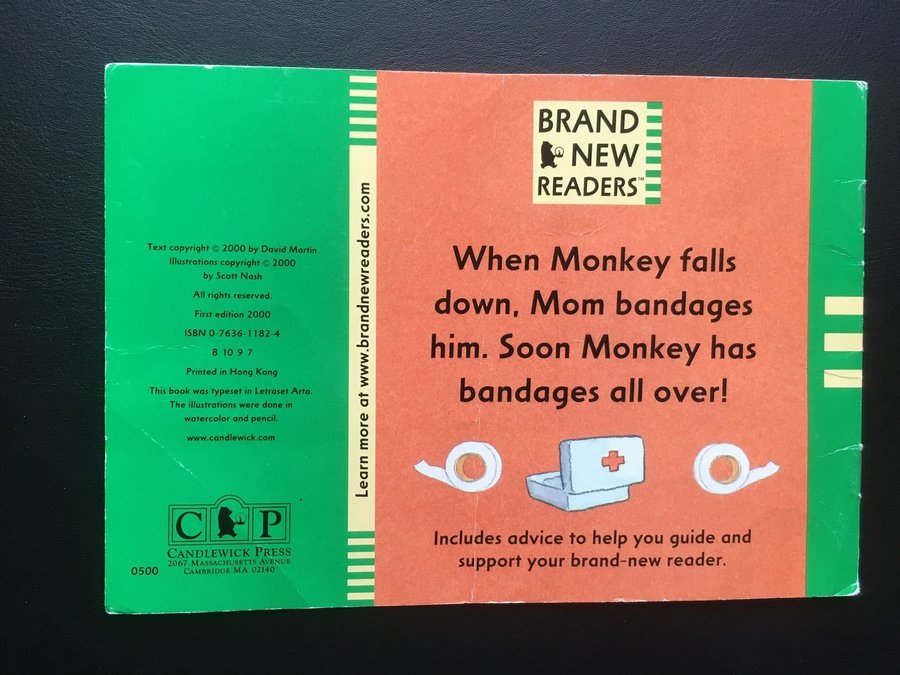 Text copyright © 2000 by David Martin
Illustrations copyright © 2000
by Scott Nash
All rights reserved.
First edition 2000
ISBN 0-7636-1182-4
8 10 9 7
Printed in Hong Kong
This book was typeset in Letraset Arta.
The illustrations were done in
watercolor and pencil.
www.candlewick.com
C P
CANDLEWICK PRESS
2067 MASSACHUSETTS AVENUE
CAMBRIDGE MA 02140
0500
Learn more at www.brandnewreaders.com
BRAND
NEW
READERS™
When Monkey falls
down, Mom bandages
him. Soon Monkey has
bandages all over!
Includes advice to help you guide and
support your brand-new reader.